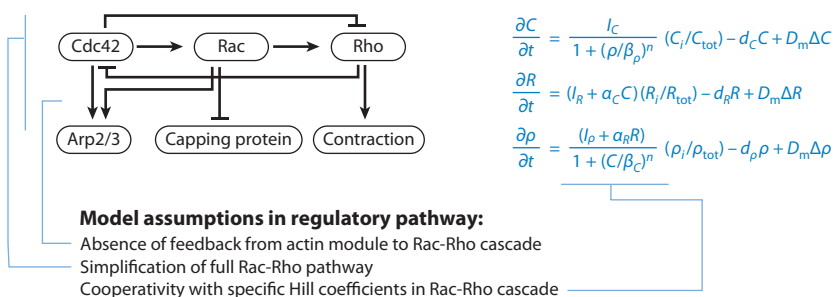 Cdc42
Rac
Rho
Arp2/3
Capping protein
Contraction
∂C/∂t = I_C / (1 + (ρ/β_ρ)^n) (C_i/C_tot) – d_C C + D_m ΔC
∂R/∂t = (I_R + α_C C)(R_i/R_tot) – d_R R + D_m ΔR
∂ρ/∂t = (I_ρ + α_R R) / (1 + (C/β_C)^n) (ρ_i/ρ_tot) – d_ρ ρ + D_m Δρ
Model assumptions in regulatory pathway:
Absence of feedback from actin module to Rac-Rho cascade
Simplification of full Rac-Rho pathway
Cooperativity with specific Hill coefficients in Rac-Rho cascade